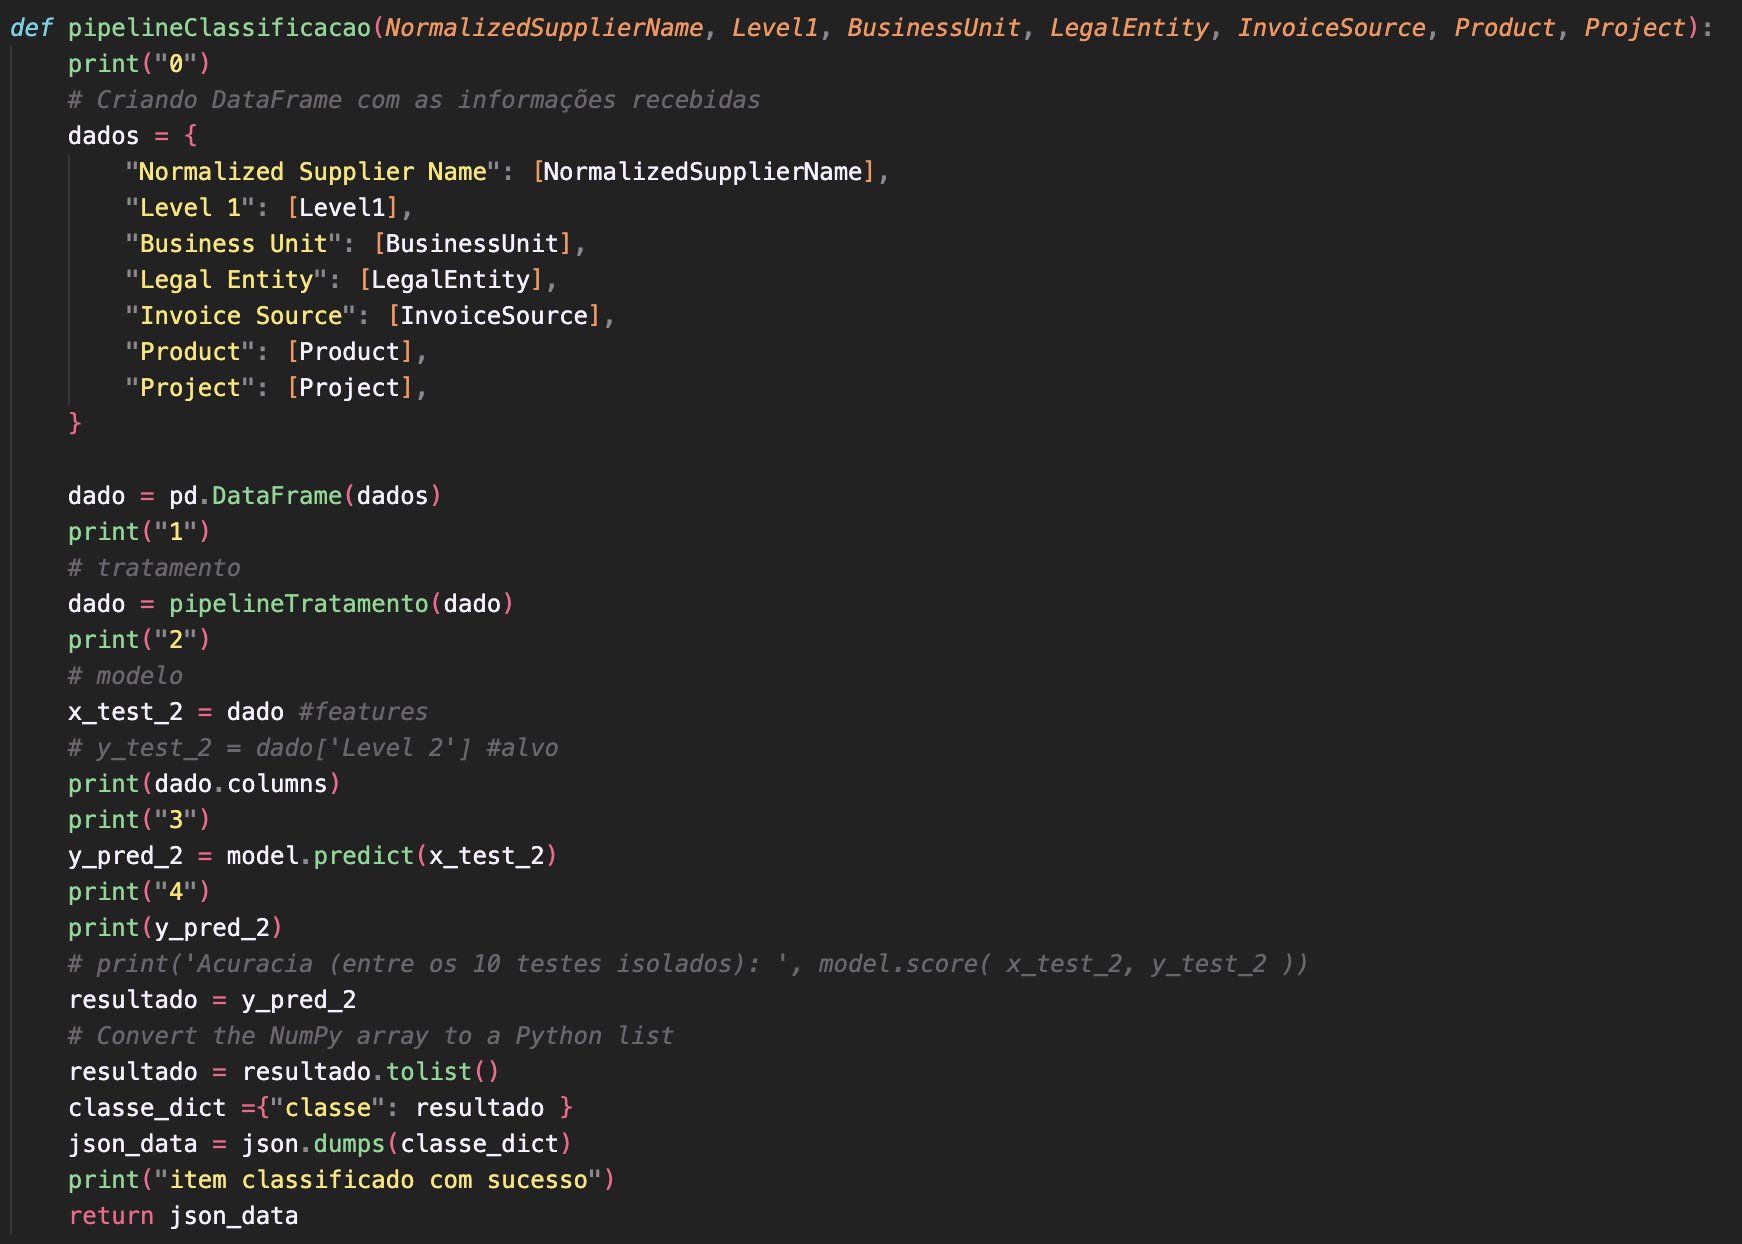 def pipelineClassificacao(NormalizedSupplierName, Level1, BusinessUnit, LegalEntity, InvoiceSource, Product, Project):
    print("0")
    # Criando DataFrame com as informações recebidas
    dados = {
        "Normalized Supplier Name": [NormalizedSupplierName],
        "Level 1": [Level1],
        "Business Unit": [BusinessUnit],
        "Legal Entity": [LegalEntity],
        "Invoice Source": [InvoiceSource],
        "Product": [Product],
        "Project": [Project],
    }

    dado = pd.DataFrame(dados)
    print("1")
    # tratamento
    dado = pipelineTratamento(dado)
    print("2")
    # modelo
    x_test_2 = dado #features
    # y_test_2 = dado['Level 2'] #alvo
    print(dado.columns)
    print("3")
    y_pred_2 = model.predict(x_test_2)
    print("4")
    print(y_pred_2)
    # print('Acuracia (entre os 10 testes isolados): ', model.score( x_test_2, y_test_2 ))
    resultado = y_pred_2
    # Convert the NumPy array to a Python list
    resultado = resultado.tolist()
    classe_dict ={"classe": resultado }
    json_data = json.dumps(classe_dict)
    print("item classificado com sucesso")
    return json_data